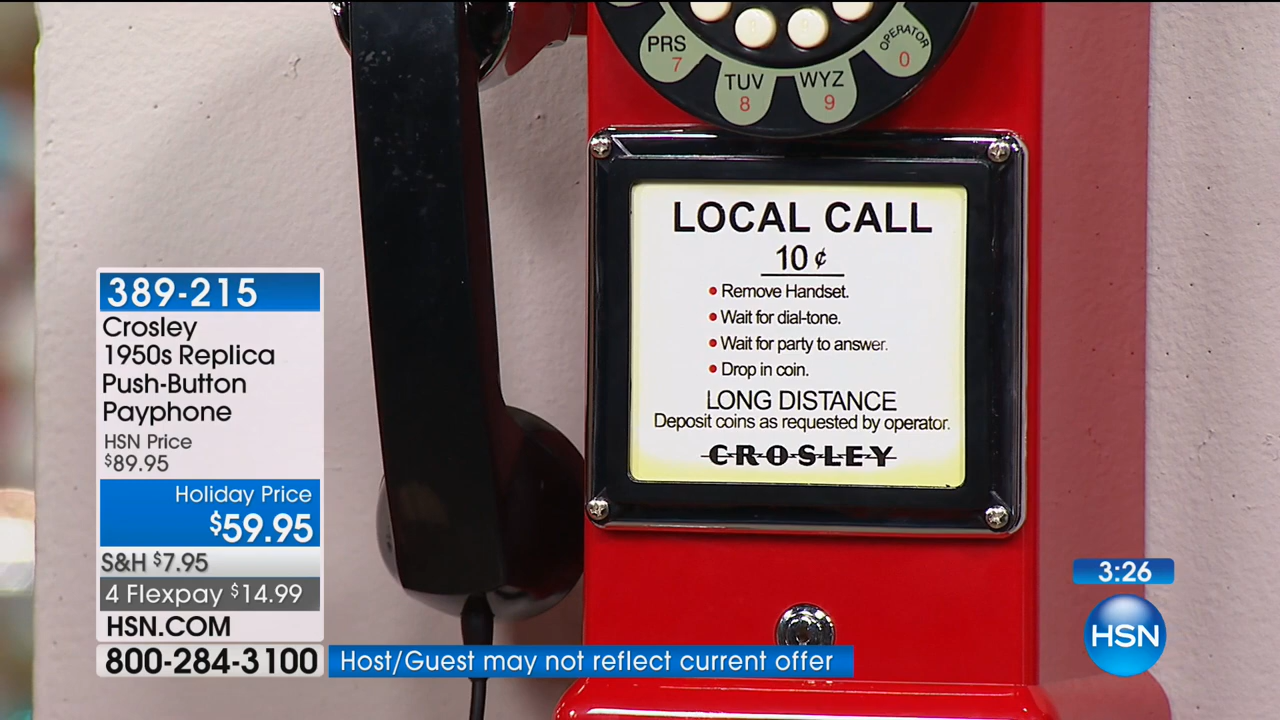 PRS
7
TUV
8
WXYZ
9
OPERATOR
0
LOCAL CALL
10¢
• Remove Handset.
• Wait for dial-tone.
• Wait for party to answer.
• Drop in coin.
LONG DISTANCE
Deposit coins as requested by operator.
CROSLEY
389-215
Crosley
1950s Replica
Push-Button
Payphone
HSN Price
$89.95
Holiday Price
$59.95
S&H $7.95
4 Flexpay $14.99
HSN.COM
800-284-3100
Host/Guest may not reflect current offer
3:26
HSN